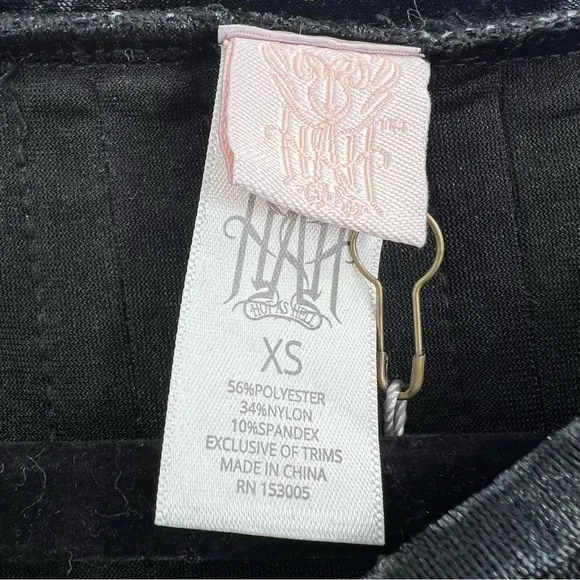 HAH
HOT AS HELL
XS
56%POLYESTER
34%NYLON
10%SPANDEX
EXCLUSIVE OF TRIMS
MADE IN CHINA
RN 153005